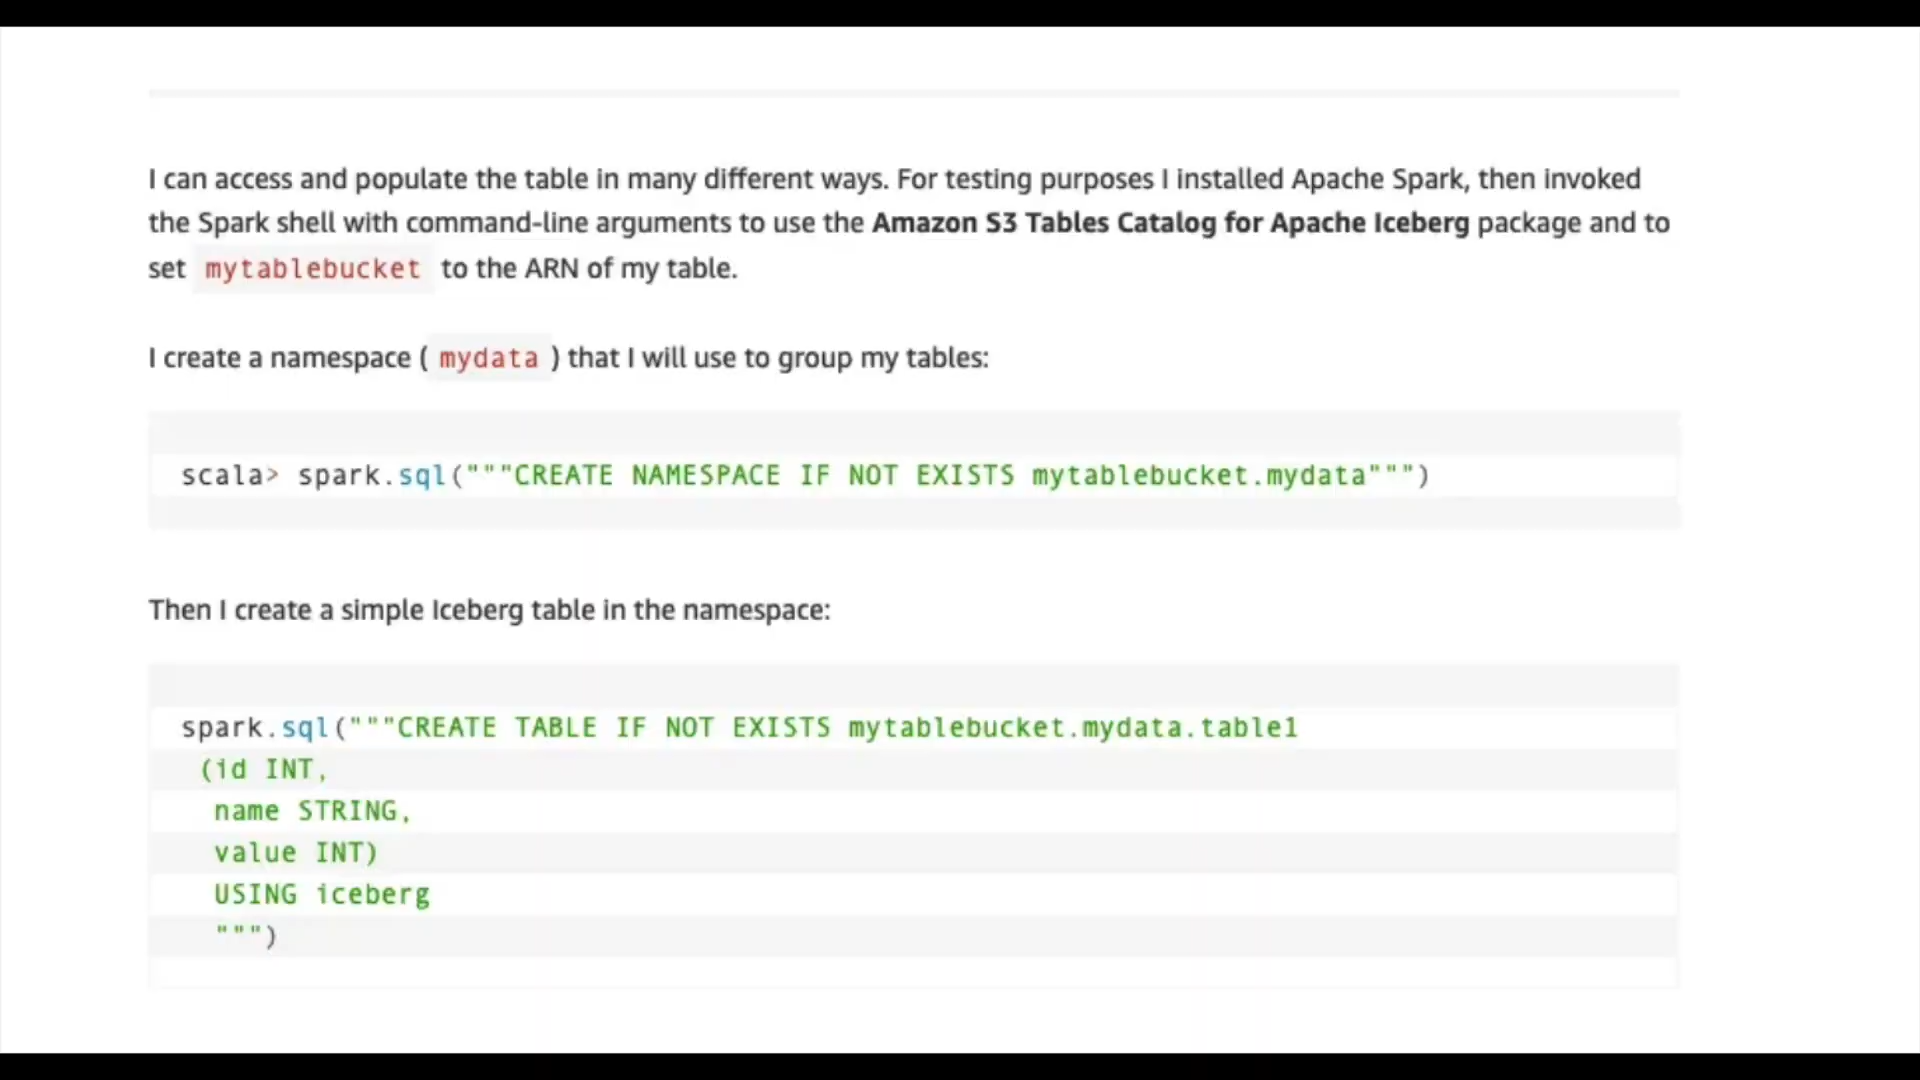 I can access and populate the table in many different ways. For testing purposes I installed Apache Spark, then invoked
the Spark shell with command-line arguments to use the Amazon S3 Tables Catalog for Apache Iceberg package and to
set mytablebucket to the ARN of my table.
I create a namespace ( mydata ) that I will use to group my tables:
scala> spark.sql("""CREATE NAMESPACE IF NOT EXISTS mytablebucket.mydata""")
Then I create a simple Iceberg table in the namespace:
spark.sql("""CREATE TABLE IF NOT EXISTS mytablebucket.mydata.table1
(id INT,
name STRING,
value INT)
USING iceberg
""")